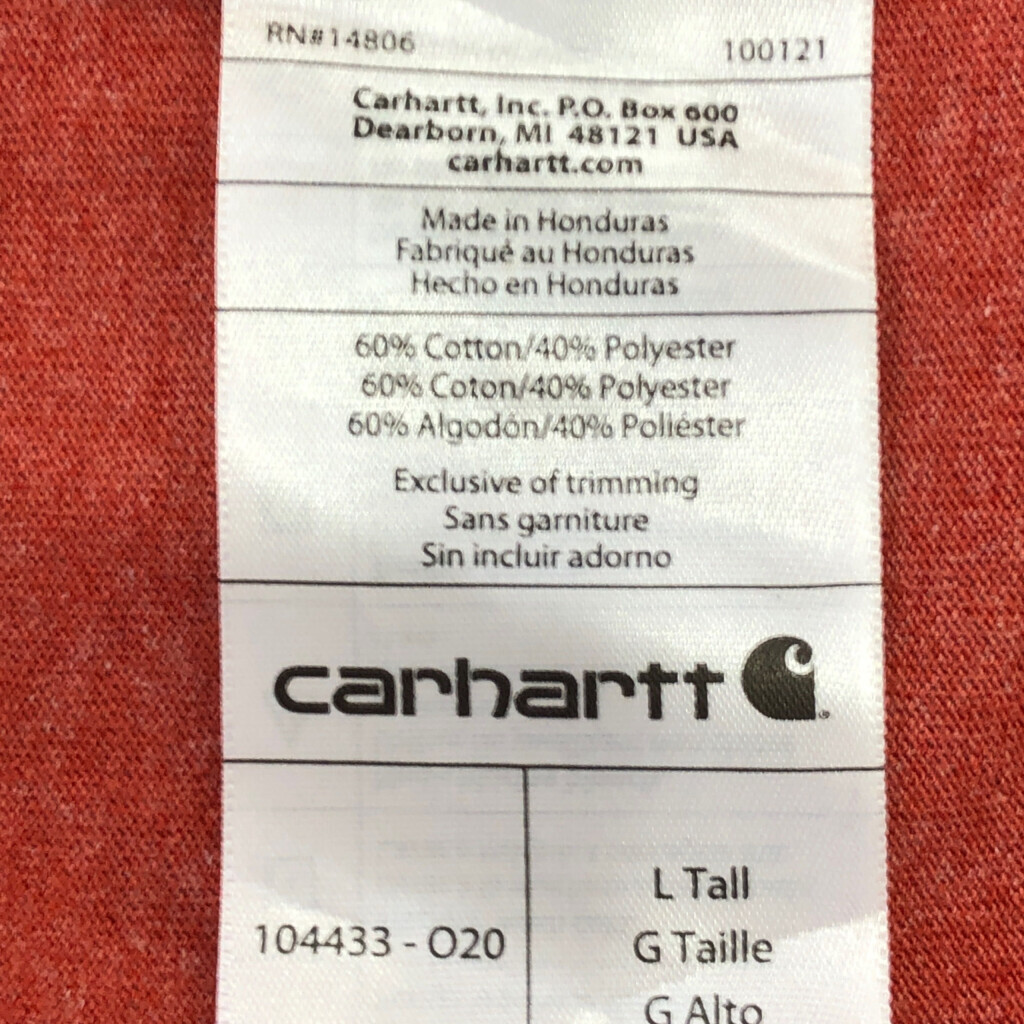 RN#14806 100121
Carhartt, Inc. P.O. Box 600
Dearborn, MI 48121 USA
carhartt.com
Made in Honduras
Fabriqué au Honduras
Hecho en Honduras
60% Cotton/40% Polyester
60% Coton/40% Polyester
60% Algodón/40% Poliéster
Exclusive of trimming
Sans garniture
Sin incluir adorno
carhartt
104433 - O20
L Tall
G Taille
G Alto